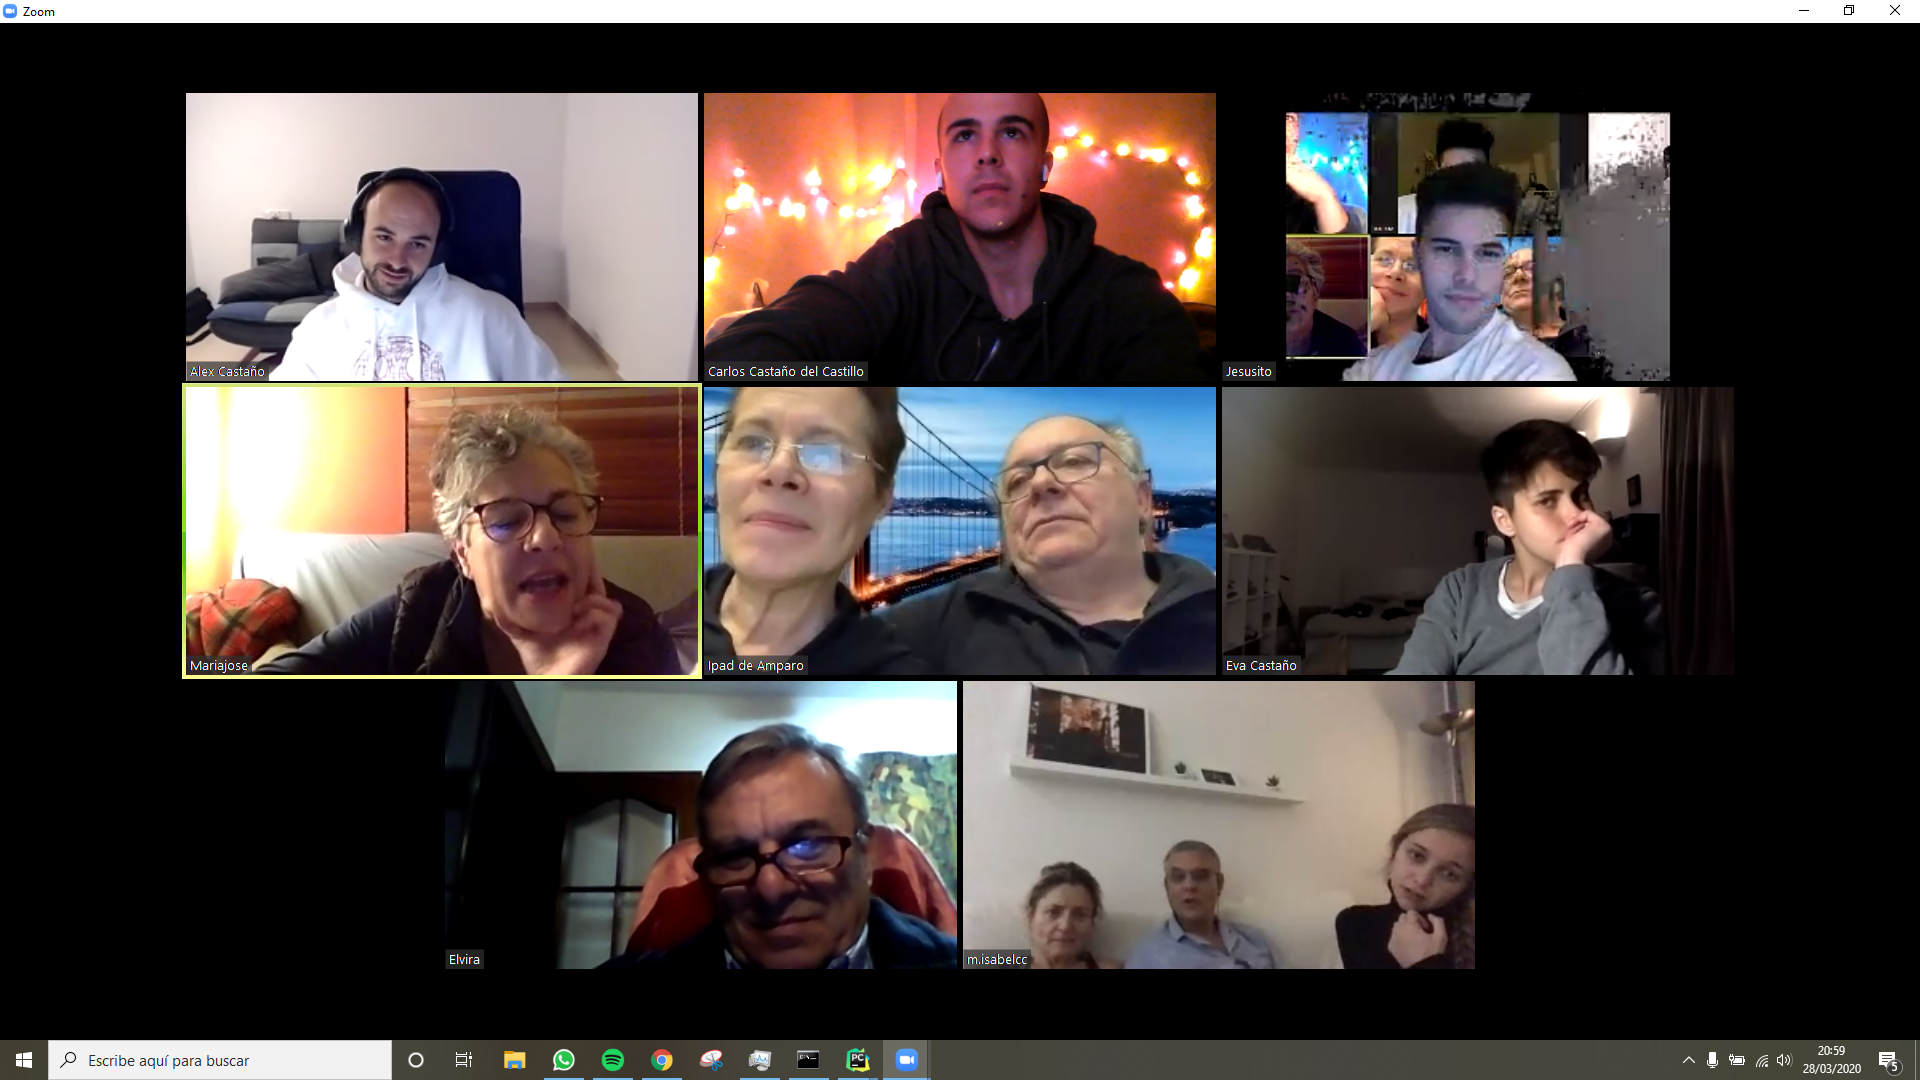 Zoom
Alex Castaño
Carlos Castaño del Castillo
Jesusito
Mariajose
Ipad de Amparo
Eva Castaño
Elvira
m.isabelcc
Escribe aquí para buscar
PC
20:59
28/03/2020
5